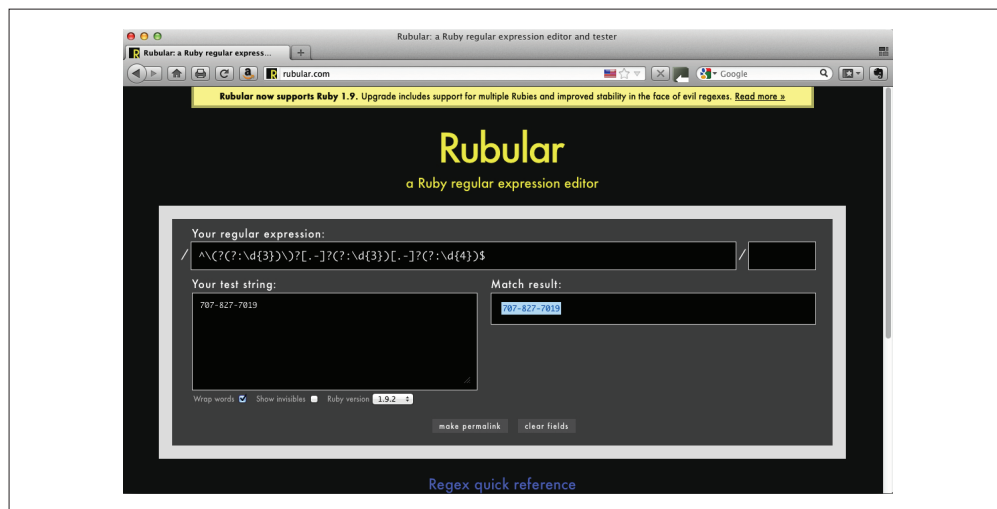 Rubular: a Ruby regular expression editor and tester
Rubular: a Ruby regular express...
rubular.com
Google
Rubular now supports Ruby 1.9. Upgrade includes support for multiple Rubies and improved stability in the face of evil regexes. Read more »
Rubular
a Ruby regular expression editor
Your regular expression:
/ ^\(?(?:\d{3})\)?[.-]?(?:\d{3})[.-]?(?:\d{4})$ /
Your test string:
707-827-7019
Match result:
707-827-7019
Wrap words Show invisibles Ruby version 1.9.2
make permalink clear fields
Regex quick reference